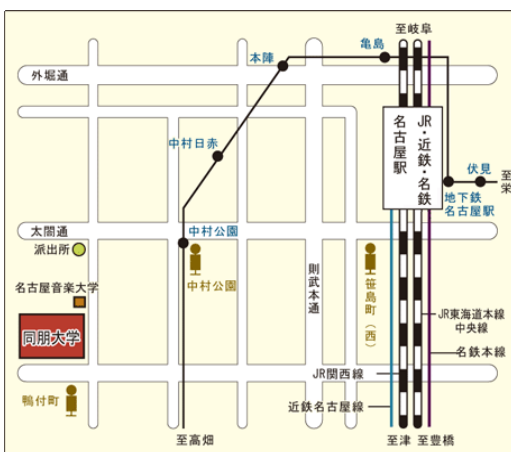 至岐阜
亀島
本陣
外堀通
中村日赤
名古屋駅
JR・近鉄・名鉄
伏見
至栄
地下鉄
名古屋駅
太閤通
派出所
中村公園
中村公園
名古屋音楽大学
同朋大学
則武本通
笹島町(西)
JR東海道本線
中央線
名鉄本線
JR関西線
鴨付町
近鉄名古屋線
至高畑
至津
至豊橋